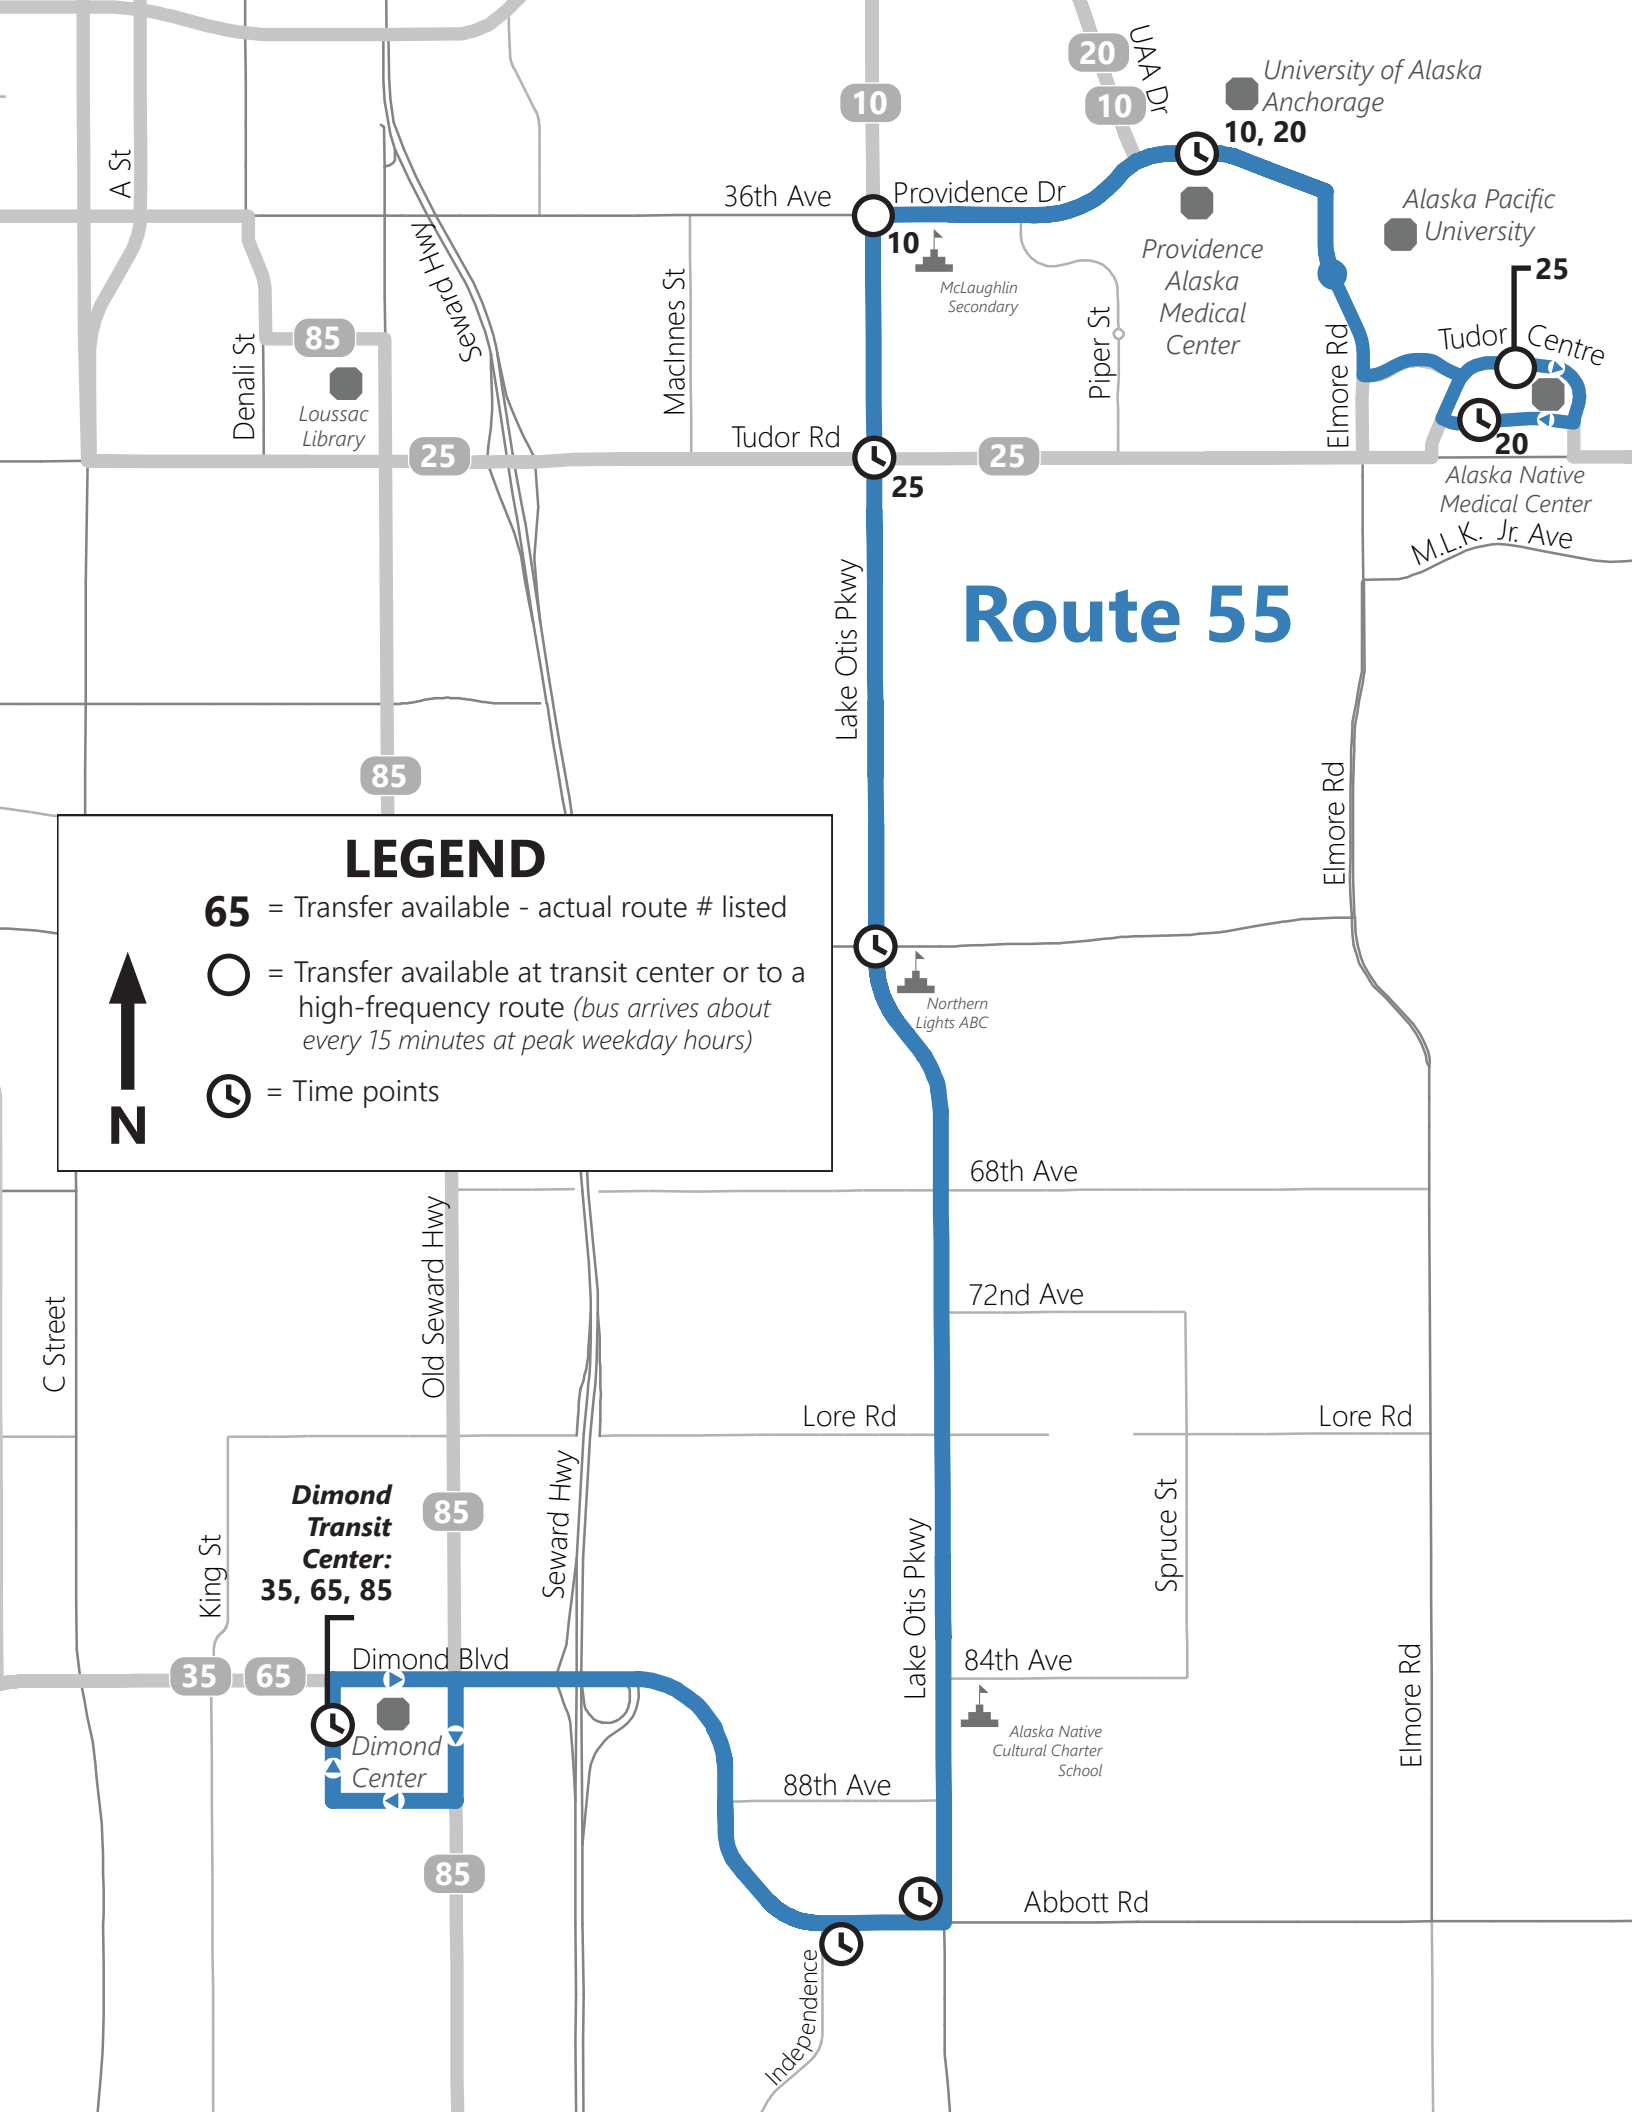 20
UAA Dr
10
10
University of Alaska
Anchorage
10, 20
A St
36th Ave
Providence Dr
10
McLaughlin
Secondary
Providence
Alaska
Medical
Center
Alaska Pacific
University
25
Seward Hwy
MacInnes St
Piper St
Elmore Rd
Tudor Centre
85
Denali St
Loussac
Library
25
Tudor Rd
25
25
20
Alaska Native
Medical Center
M.L.K. Jr. Ave
Lake Otis Pkwy
Route 55
85
Elmore Rd
LEGEND
65 = Transfer available - actual route # listed
= Transfer available at transit center or to a
high-frequency route (bus arrives about
every 15 minutes at peak weekday hours)
= Time points
N
Northern
Lights ABC
68th Ave
Old Seward Hwy
C Street
72nd Ave
Lore Rd
Lore Rd
Dimond
Transit
Center:
35, 65, 85
85
King St
Seward Hwy
Lake Otis Pkwy
Spruce St
35
65
Dimond Blvd
84th Ave
Elmore Rd
Dimond
Center
Alaska Native
Cultural Charter
School
88th Ave
85
Abbott Rd
Independence